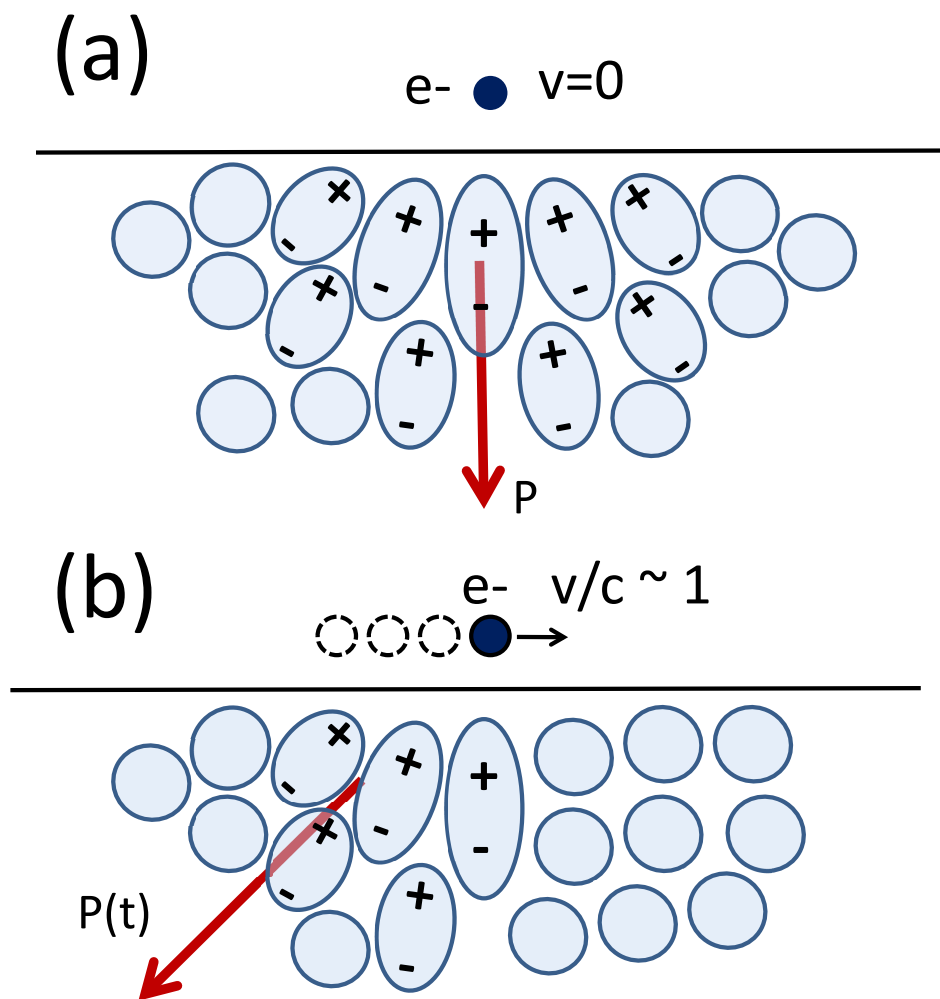 (a)
e- v=0
+ + + + + + +
- - - - - - -
+ +
- -
P
(b)
e- v/c ~ 1
+ + +
- - -
+ +
- -
P(t)